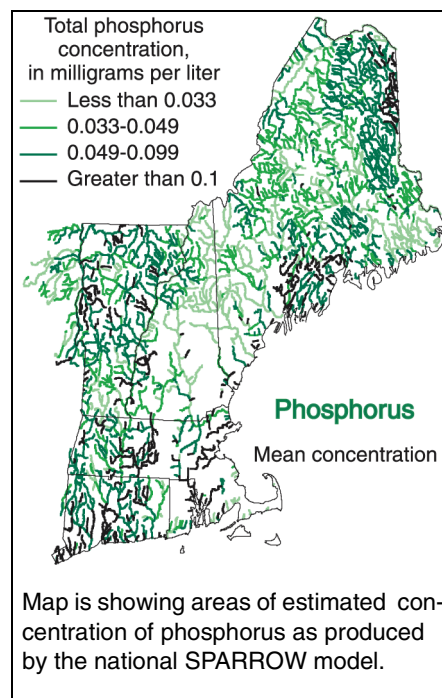 Total phosphorus
concentration,
in milligrams per liter
Less than 0.033
0.033-0.049
0.049-0.099
Greater than 0.1
Phosphorus
Mean concentration
Map is showing areas of estimated con-
centration of phosphorus as produced
by the national SPARROW model.